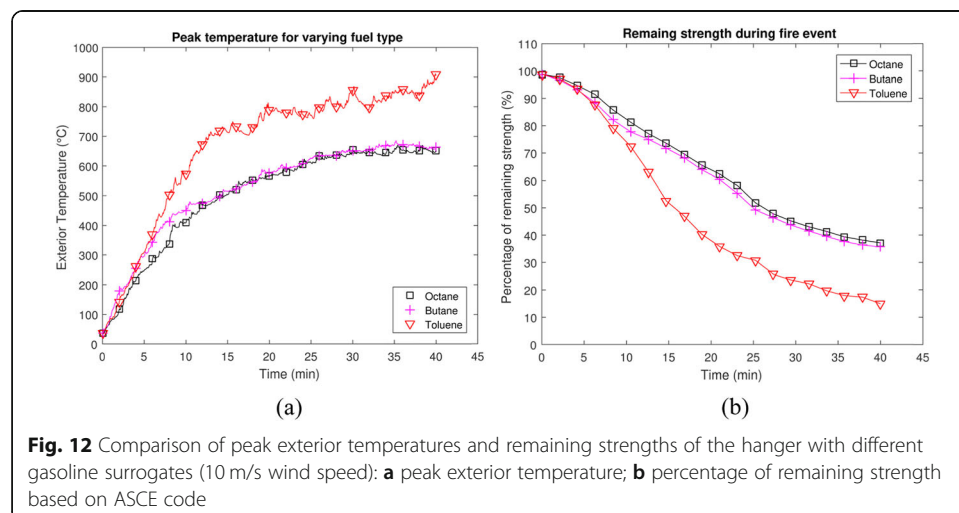 Peak temperature for varying fuel type
1000
900
800
700
600
500
400
300
200
100
0
Exterior Temperature (°C)
0 5 10 15 20 25 30 35 40 45
Time (min)
Octane
Butane
Toluene
(a)
Remaing strength during fire event
110
100
90
80
70
60
50
40
30
20
10
0
Percentage of remaining strength (%)
0 5 10 15 20 25 30 35 40 45
Time (min)
Octane
Butane
Toluene
(b)
Fig. 12 Comparison of peak exterior temperatures and remaining strengths of the hanger with different
gasoline surrogates (10 m/s wind speed): a peak exterior temperature; b percentage of remaining strength
based on ASCE code